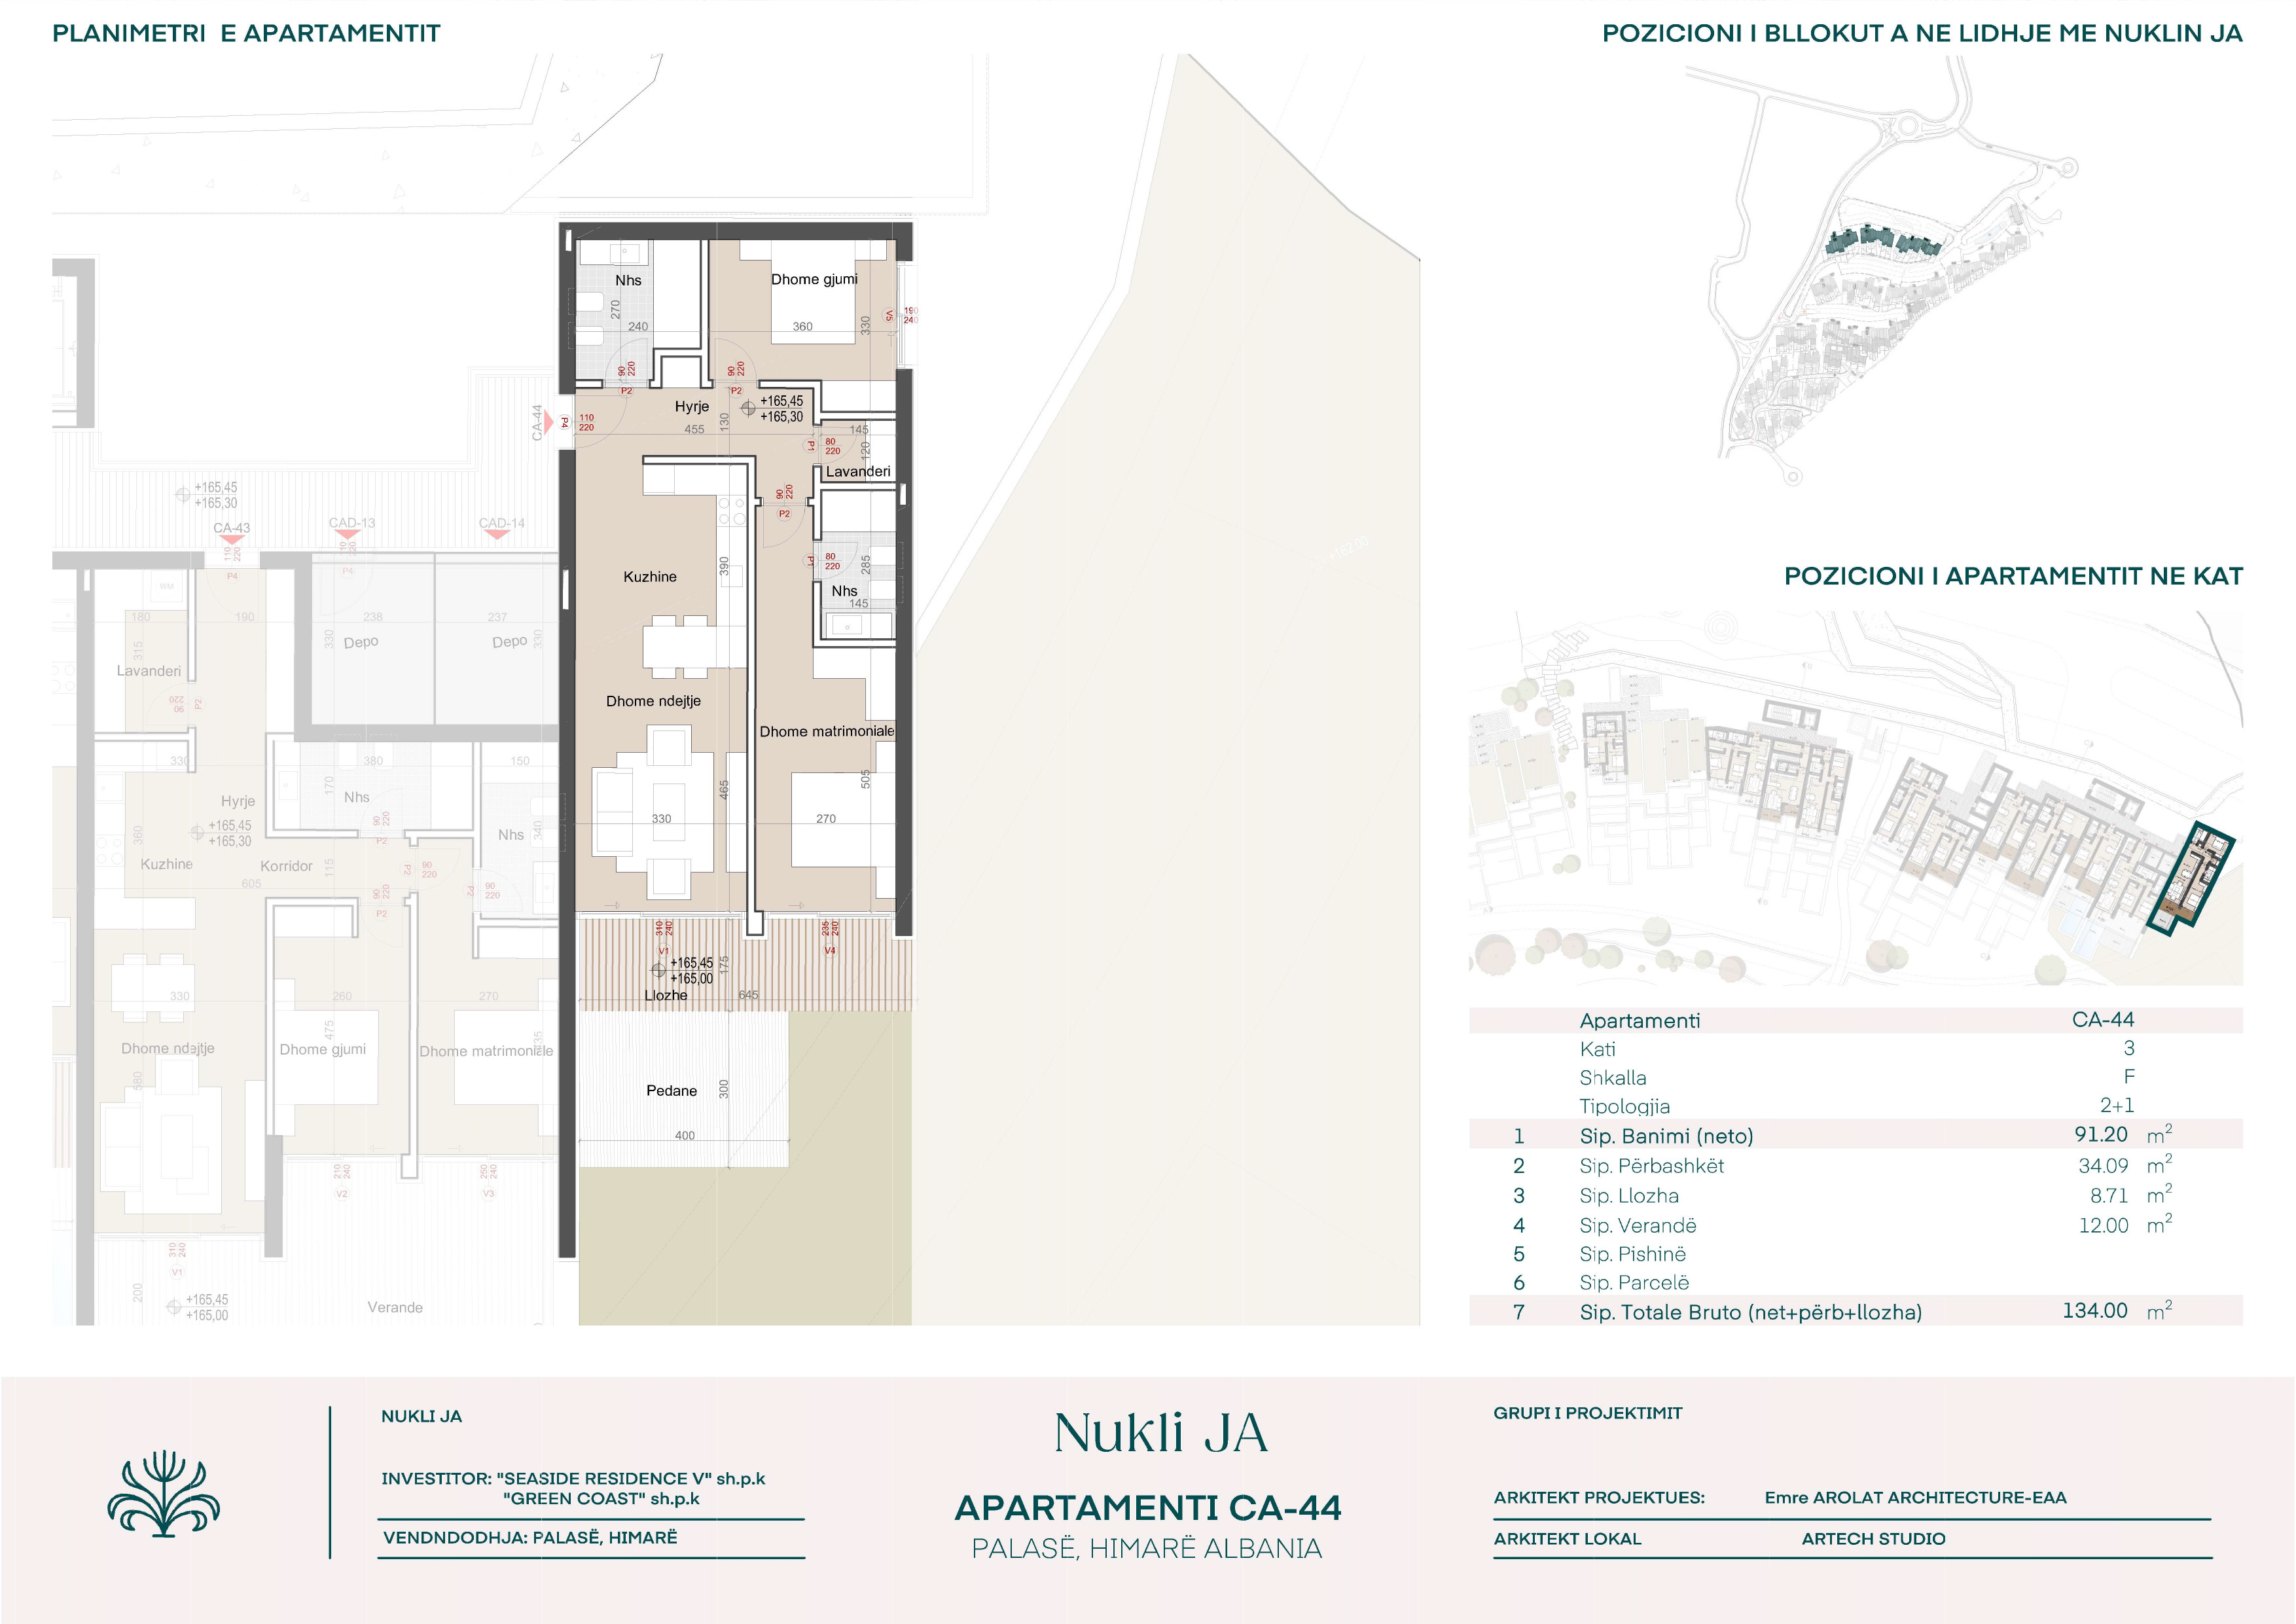 PLANIMETRI E APARTAMENTIT
POZICIONI I BLLOKUT A NE LIDHJE ME NUKLIN JA
Nhs
270
240
Dhome gjumi
360
330
V5
190
240
90
220
P2
90
220
P2
Hyrje
+165,45
+165,30
455
130
CA-44
P4
110
220
P1
80
220
145
120
Lavanderi
90
220
P2
P1
80
220
285
Nhs
145
Kuzhine
390
Dhome ndejtje
465
330
Dhome matrimoniale
505
270
310
240
V1
235
240
V4
+165,45
+165,00
175
Llozhe
645
Pedane
300
400
+162.00
+165,45
+165,30
CA-43
CAD-13
CAD-14
110
220
P4
P4
WM
180
190
238
237
315
330
330
Depo
Depo
Lavanderi
90
220
P2
330
380
150
170
Nhs
Hyrje
+165,45
+165,30
90
220
P2
Nhs
340
360
Kuzhine
Korridor
115
605
P2
90
220
P2
90
220
90
220
P2
330
260
270
475
Dhome ndejtje
Dhome gjumi
Dhome matrimoniale
210
240
V2
250
240
V3
310
240
V1
200
+165,45
+165,00
Verande
POZICIONI I APARTAMENTIT NE KAT
Apartamenti CA-44
Kati 3
Shkalla F
Tipologjia 2+1
1 Sip. Banimi (neto) 91.20 m²
2 Sip. Përbashkët 34.09 m²
3 Sip. Llozha 8.71 m²
4 Sip. Verandë 12.00 m²
5 Sip. Pishinë
6 Sip. Parcelë
7 Sip. Totale Bruto (net+përb+llozha) 134.00 m²
NUKLI JA
INVESTITOR: "SEASIDE RESIDENCE V" sh.p.k
"GREEN COAST" sh.p.k
VENDNDODHJA: PALASË, HIMARË
Nukli JA
APARTAMENTI CA-44
PALASË, HIMARË ALBANIA
GRUPI I PROJEKTIMIT
ARKITEKT PROJEKTUES: Emre AROLAT ARCHITECTURE-EAA
ARKITEKT LOKAL ARTECH STUDIO